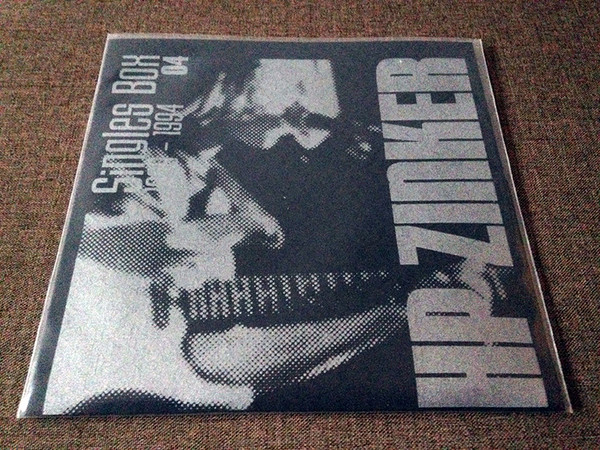 Singles Box
– 1994
04
HP ZINKER